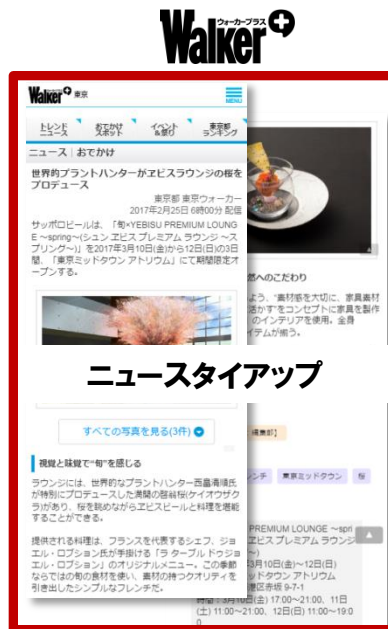 ウォーカープラス
Walker+
Walker+ 東京
MENU
トレンド
ニュース
おでかけ
スポット
イベント
&祭り
東京都
ランキング
ニュース | おでかけ
世界的プラントハンターがヱビスラウンジの桜を
プロデュース
東京都 東京ウォーカー
2017年2月25日 6時00分 配信
サッポロビールは、「旬×YEBISU PREMIUM LOUNG
E ～spring～(シュン ヱビス プレミアム ラウンジ ～ス
プリング～)」を2017年3月10日(金)から12日(日)の3日
間、「東京ミッドタウン アトリウム」にて期間限定オ
ープンする。
ニュースタイアップ
すべての写真を見る(3件)
視覚と味覚で“旬”を感じる
ラウンジには、世界的なプラントハンター西畠清順氏
が特別にプロデュースした満開の啓翁桜(ケイオウザク
ラ)があり、桜を眺めながらヱビスビールと料理を堪能
することができる。
提供される料理は、フランスを代表するシェフ、ジョ
エル・ロブション氏が手掛ける「ラ ターブル ドゥ ジョ
エル・ロブション」のオリジナルメニュー。この季節
ならではの旬の食材を使い、素材の持つクオリティを
引き出したシンプルなフレンチだ。
然へのこだわり
よう、“素材感を大切に、家具素材
活かす”をコンセプトに家具を製作
のインテリアを使用。全身
イテムが揃う。
編集部】
ンチ
東京ミッドタウン
桜
PREMIUM LOUNGE ～spri
ヱビス プレミアム ラウンジ
～)
3月10日(金)～12日(日)
ッドタウン アトリウム
港区赤坂 9-7-1
時間：3月10日(金) 17:00～21:00、11日
(土) 11:00～21:00、12日(日) 11:00～19:0
0